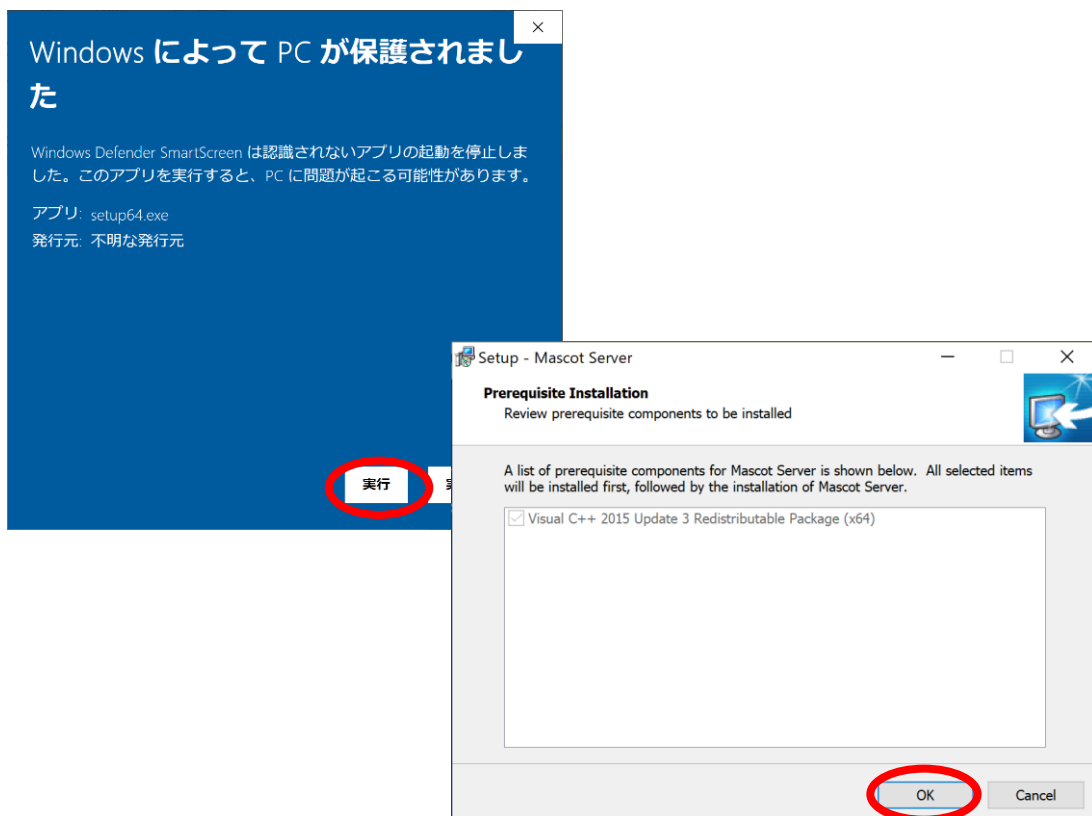 Windows によって PC が保護されまし
た
Windows Defender SmartScreen は認識されないアプリの起動を停止しま
した。このアプリを実行すると、PC に問題が起こる可能性があります。
アプリ: setup64.exe
発行元: 不明な発行元
実行
Setup - Mascot Server
Prerequisite Installation
Review prerequisite components to be installed
A list of prerequisite components for Mascot Server is shown below. All selected items
will be installed first, followed by the installation of Mascot Server.
Visual C++ 2015 Update 3 Redistributable Package (x64)
OK
Cancel